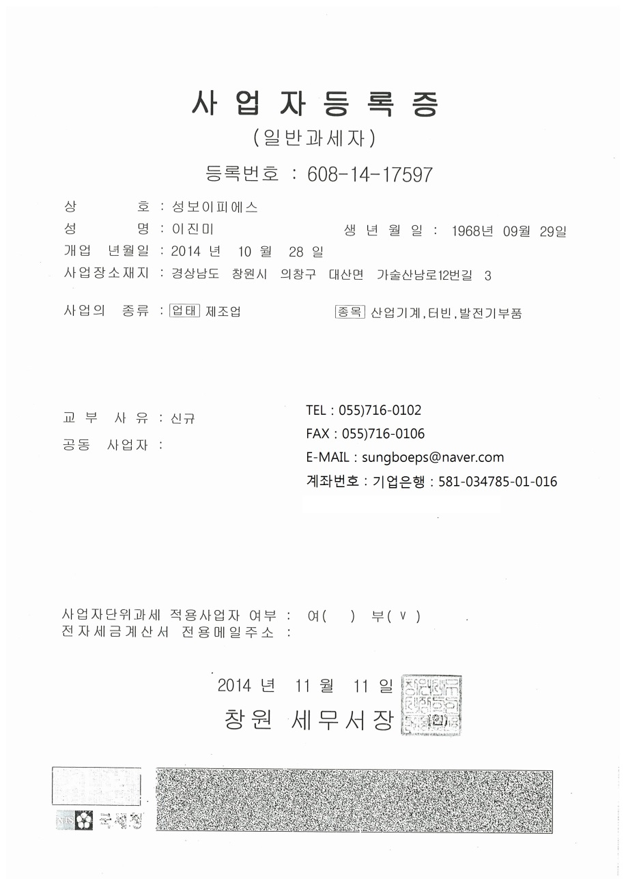 사업자등록증
(일반과세자)
등록번호 : 608-14-17597
상 호 : 성보이피에스
성 명 : 이진미 생 년 월 일 : 1968년 09월 29일
개업 년월일 : 2014 년 10 월 28 일
사업장소재지 : 경상남도 창원시 의창구 대산면 가술산남로12번길 3
사업의 종류 : 업태 제조업 종목 산업기계,터빈,발전기부품
교 부 사 유 : 신규
공동 사업자 :
TEL : 055)716-0102
FAX : 055)716-0106
E-MAIL : sungboeps@naver.com
계좌번호 : 기업은행 : 581-034785-01-016
사업자단위과세 적용사업자 여부 : 여( ) 부( v )
전자세금계산서 전용메일주소 :
2014 년 11 월 11 일
창원 세무서장
(인)
NTS 국세청